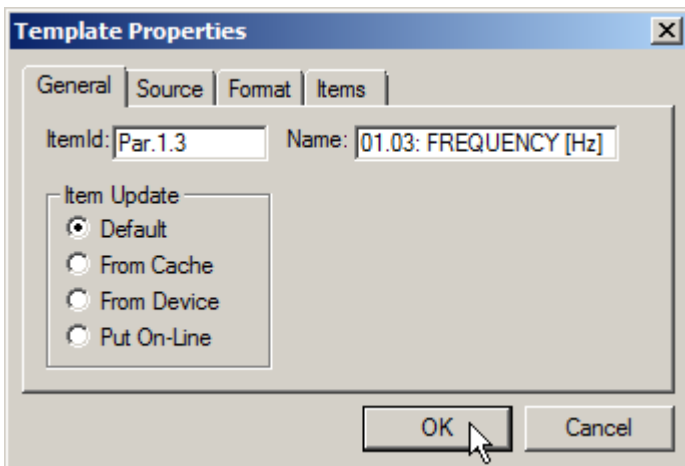 Template Properties
General Source Format Items
ItemId: Par.1.3 Name: 01.03: FREQUENCY [Hz]
Item Update
Default
From Cache
From Device
Put On-Line
OK Cancel